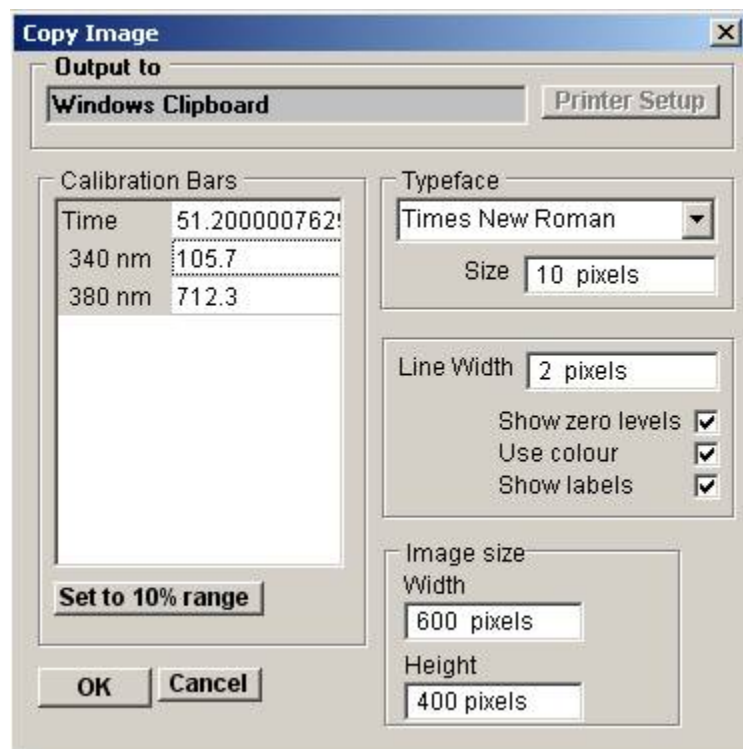 Copy Image
Output to
Windows Clipboard
Printer Setup
Calibration Bars
Time 51.2000007629
340 nm 105.7
380 nm 712.3
Set to 10% range
OK Cancel
Typeface
Times New Roman
Size 10 pixels
Line Width 2 pixels
Show zero levels
Use colour
Show labels
Image size
Width
600 pixels
Height
400 pixels